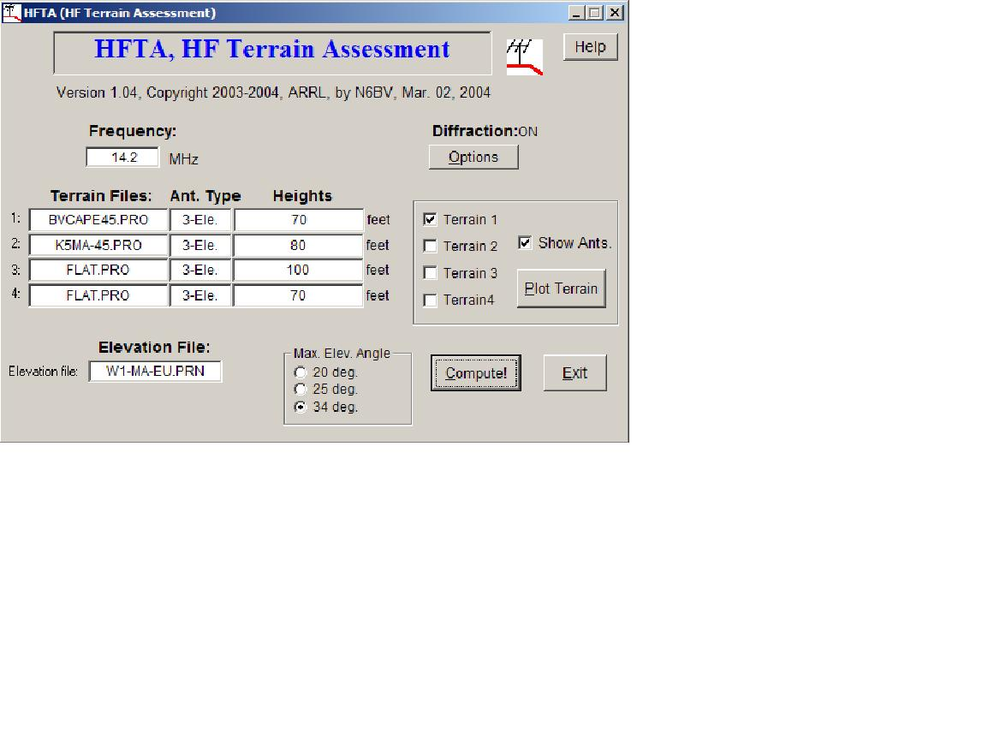 HFTA (HF Terrain Assessment)
HFTA, HF Terrain Assessment
Help
Version 1.04, Copyright 2003-2004, ARRL, by N6BV, Mar. 02, 2004
Frequency:
Diffraction:ON
14.2 MHz
Options
Terrain Files: Ant. Type Heights
1: BVCAPE45.PRO 3-Ele. 70 feet
2: K5MA-45.PRO 3-Ele. 80 feet
3: FLAT.PRO 3-Ele. 100 feet
4: FLAT.PRO 3-Ele. 70 feet
Terrain 1
Terrain 2
Terrain 3
Terrain4
Show Ants.
Plot Terrain
Elevation File:
Elevation file: W1-MA-EU.PRN
Max. Elev. Angle
20 deg.
25 deg.
34 deg.
Compute!
Exit